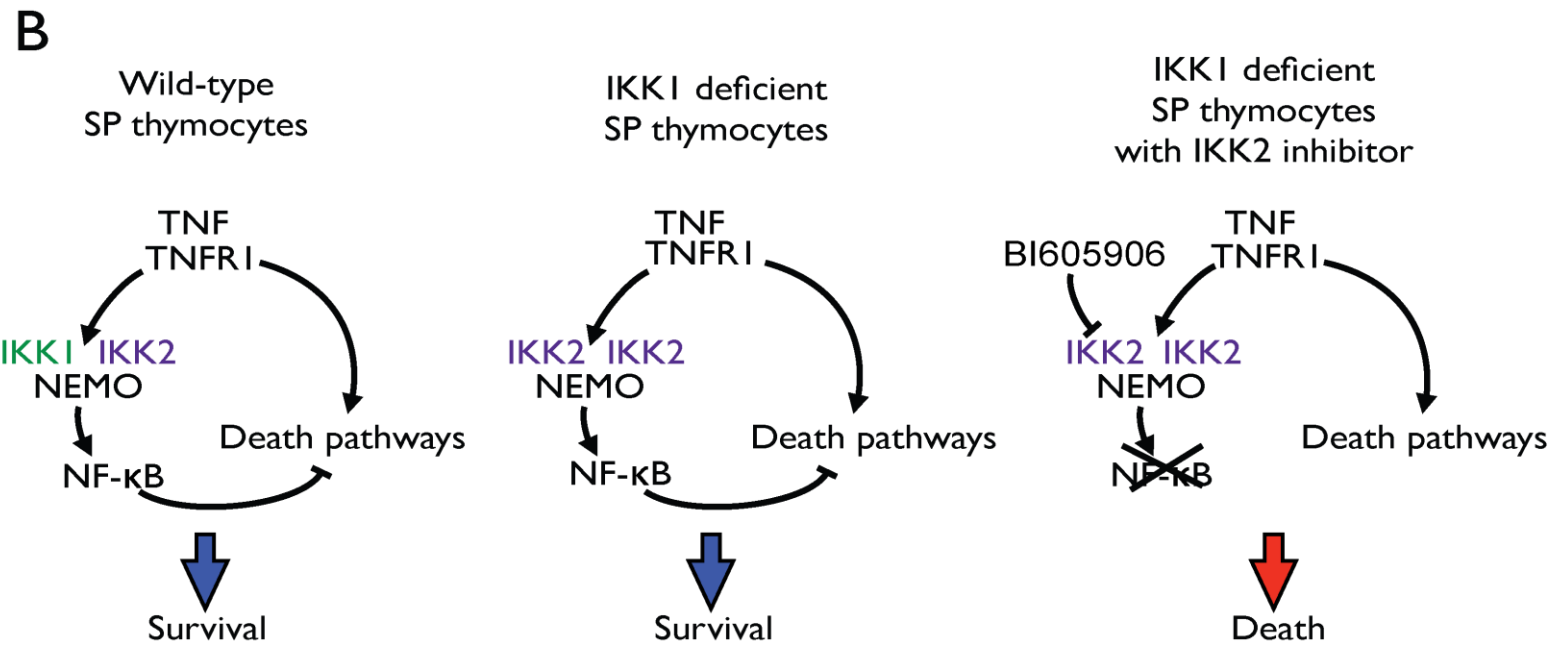 B
Wild-type
SP thymocytes
TNF
TNFR1
IKK1 IKK2
NEMO
Death pathways
NF-κB
Survival
IKK1 deficient
SP thymocytes
TNF
TNFR1
IKK2 IKK2
NEMO
Death pathways
NF-κB
Survival
IKK1 deficient
SP thymocytes
with IKK2 inhibitor
TNF
BI605906 TNFR1
IKK2 IKK2
NEMO
Death pathways
NF-κB
Death